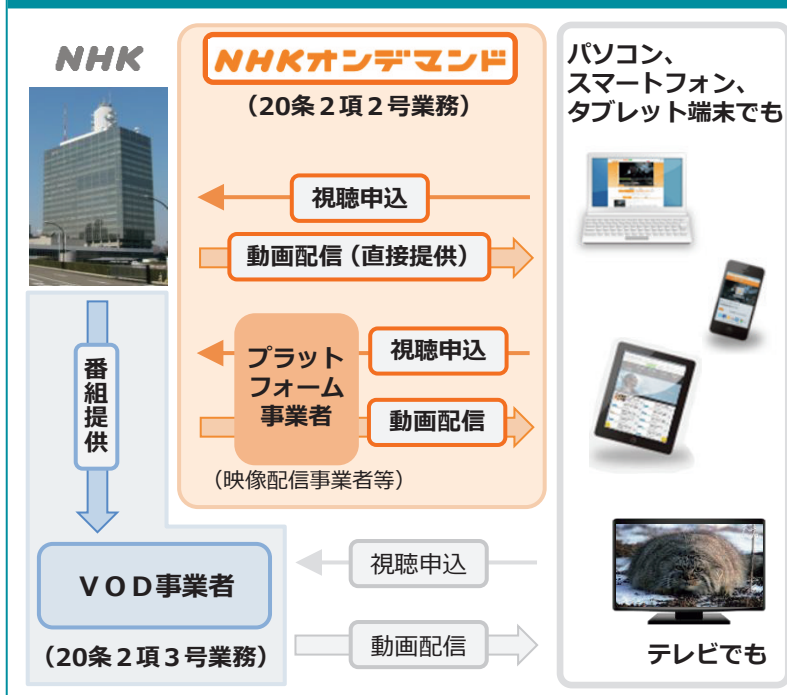 NHK
NHKオンデマンド
（20条２項２号業務）
視聴申込
動画配信（直接提供）
プラット
フォーム
事業者
視聴申込
動画配信
（映像配信事業者等）
パソコン、
スマートフォン、
タブレット端末でも
テレビでも
番組提供
ＶＯＤ事業者
（20条２項３号業務）
視聴申込
動画配信